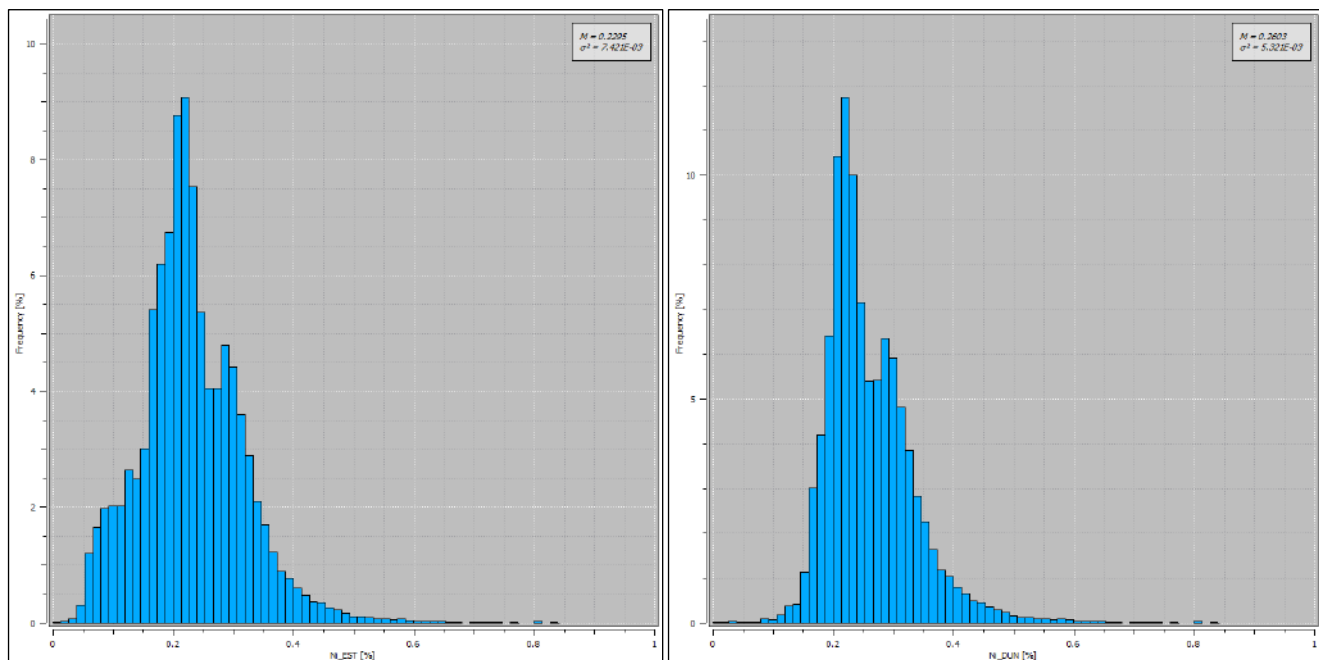 M = 0.2295
σ² = 7.421E-03
10
8
6
4
2
0
Frequency [%]
0
0.2
0.4
0.6
0.8
1
Ni_EST [%]
M = 0.2603
σ² = 5.321E-03
10
5
0
Frequency [%]
0
0.2
0.4
0.6
0.8
1
Ni_DUN [%]